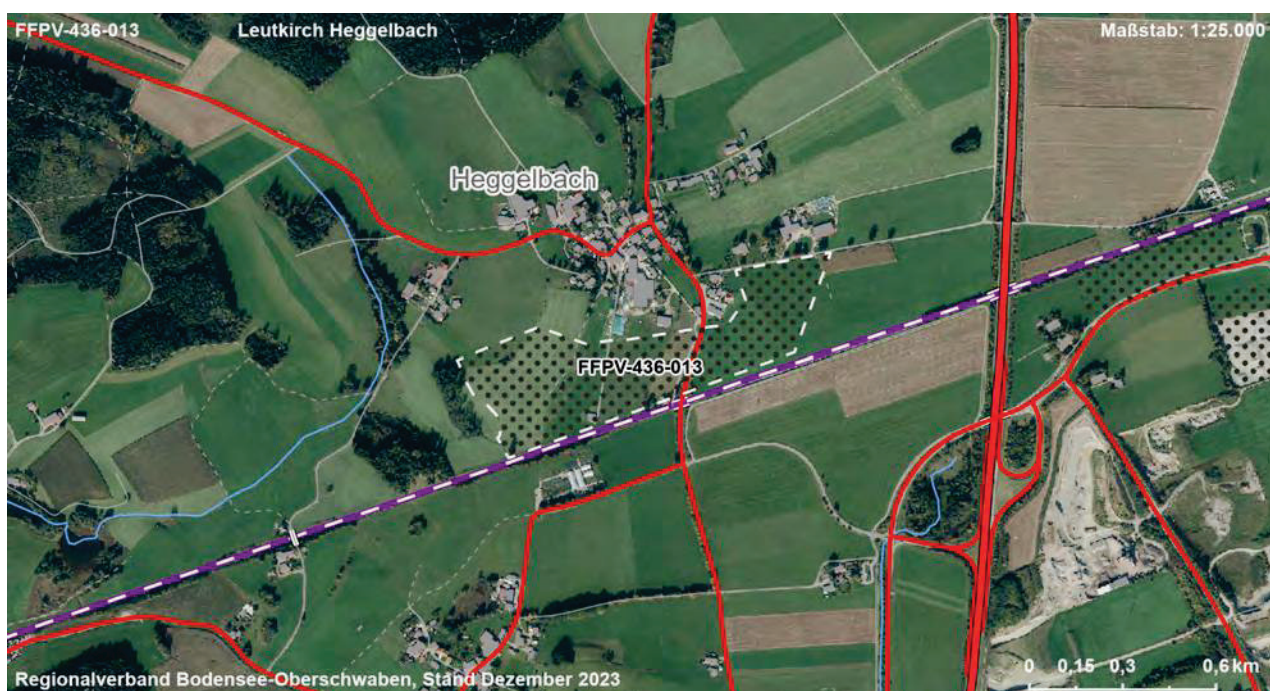 FFPV-436-013
Leutkirch Heggelbach
Maßstab: 1:25.000
Heggelbach
FFPV-436-013
Regionalverband Bodensee-Oberschwaben, Stand Dezember 2023
0 0,15 0,3 0,6 km